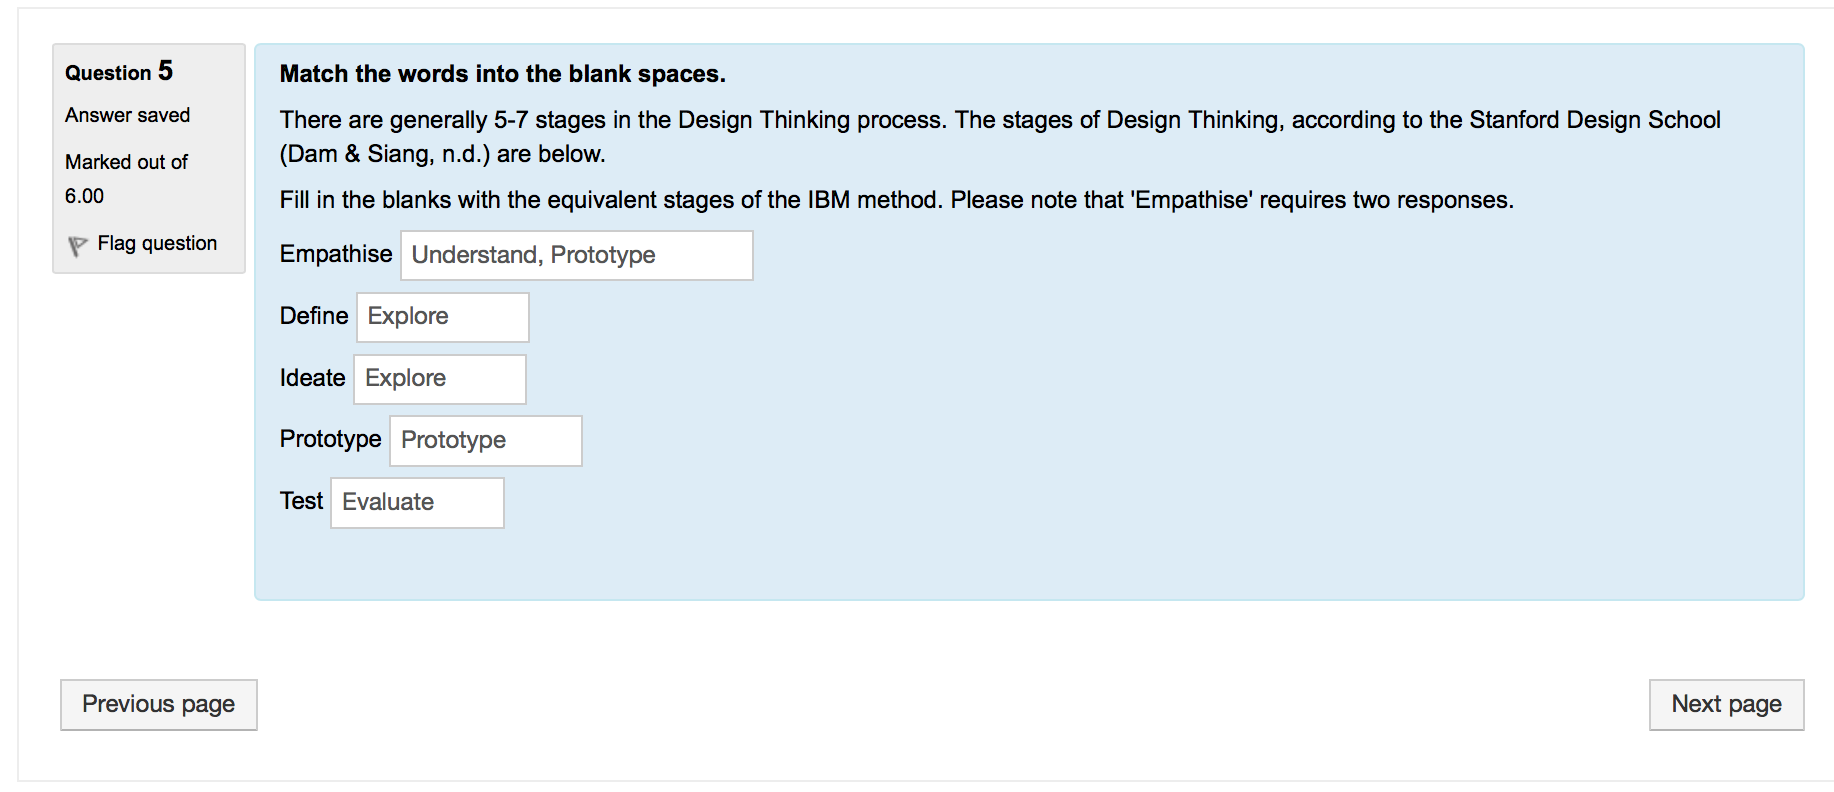 Question 5
Answer saved
Marked out of
6.00
Flag question
Match the words into the blank spaces.
There are generally 5-7 stages in the Design Thinking process. The stages of Design Thinking, according to the Stanford Design School
(Dam & Siang, n.d.) are below.
Fill in the blanks with the equivalent stages of the IBM method. Please note that 'Empathise' requires two responses.
Empathise Understand, Prototype
Define Explore
Ideate Explore
Prototype Prototype
Test Evaluate
Previous page
Next page